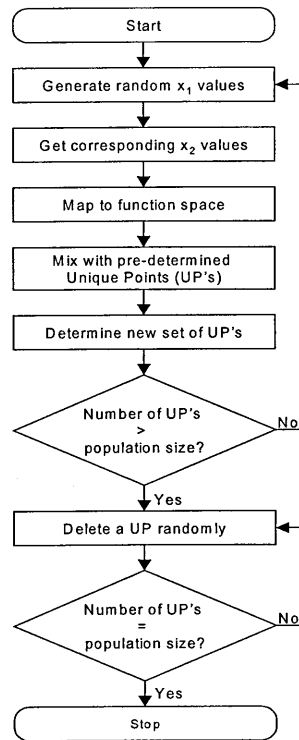 Start
Generate random x₁ values
Get corresponding x₂ values
Map to function space
Mix with pre-determined
Unique Points (UP's)
Determine new set of UP's
Number of UP's
>
population size?
No
Yes
Delete a UP randomly
Number of UP's
=
population size?
No
Yes
Stop